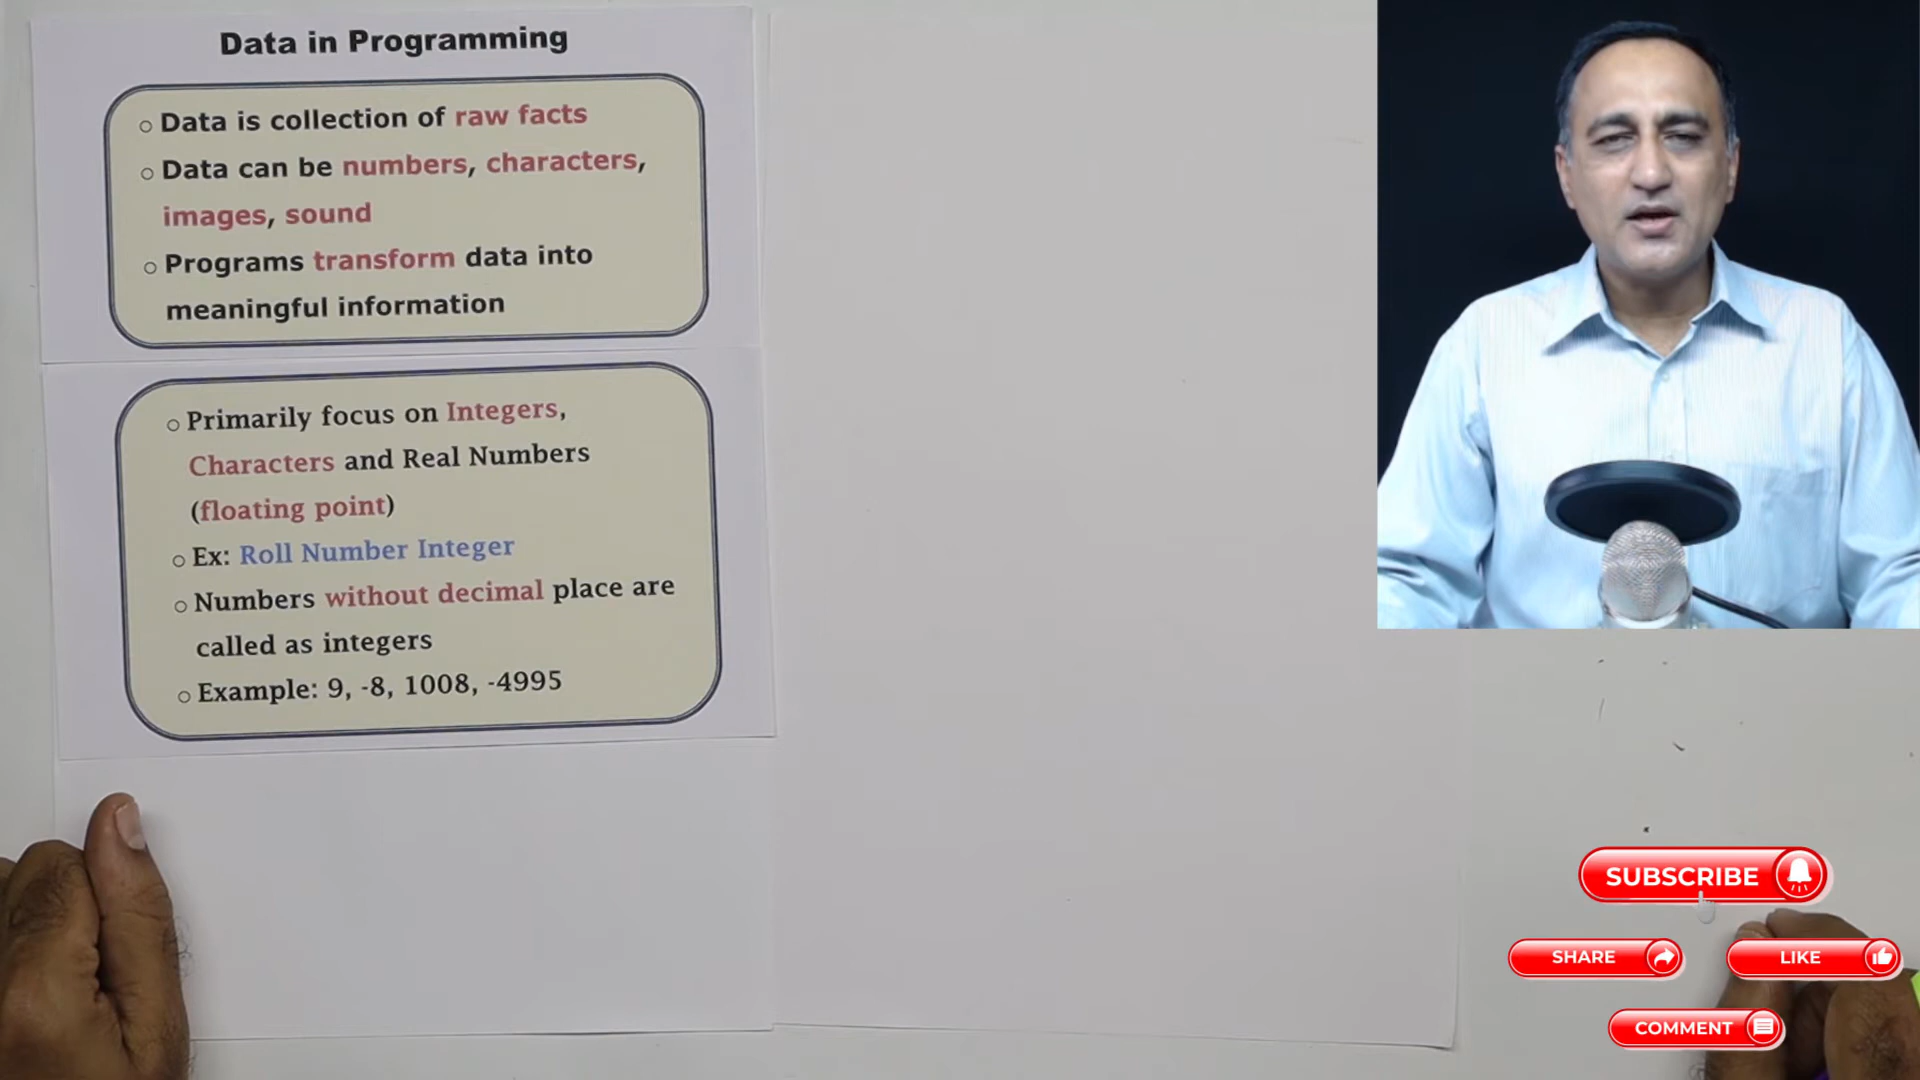 Data in Programming
Data is collection of raw facts
Data can be numbers, characters,
images, sound
Programs transform data into
meaningful information
Primarily focus on Integers,
Characters and Real Numbers
(floating point)
Ex: Roll Number Integer
Numbers without decimal place are
called as integers
Example: 9, -8, 1008, -4995
SUBSCRIBE
SHARE
LIKE
COMMENT